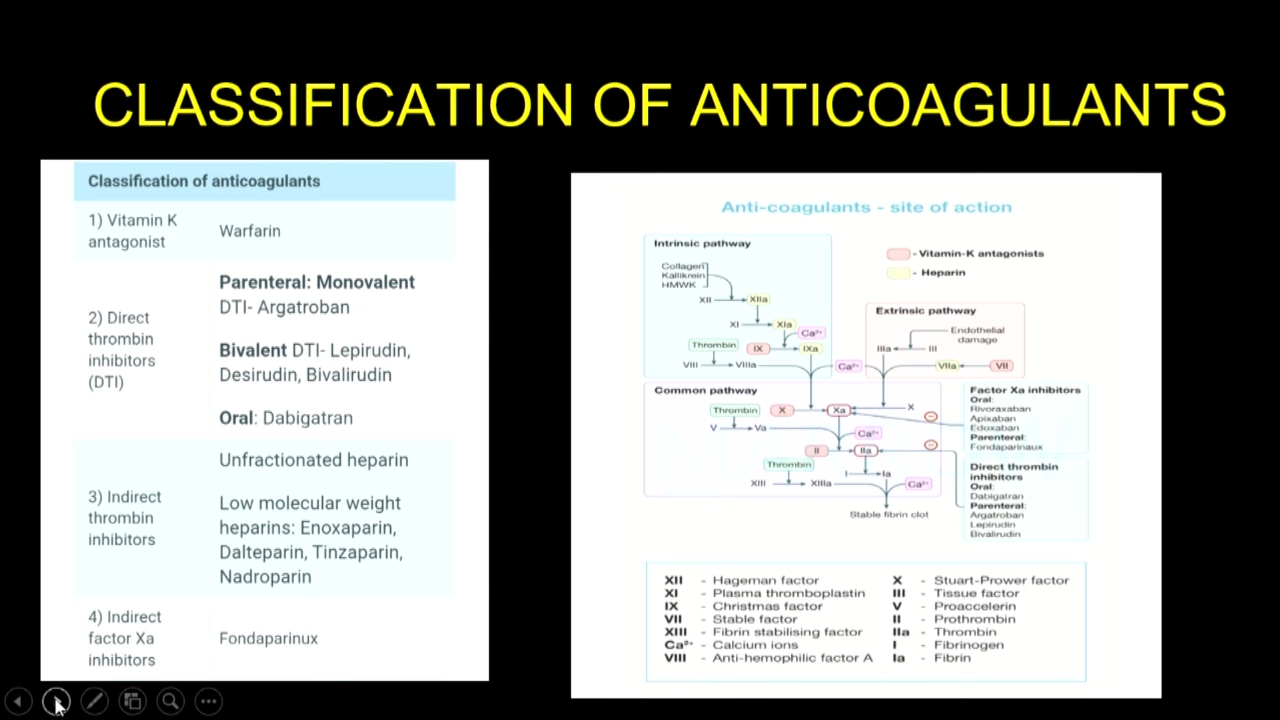 CLASSIFICATION OF ANTICOAGULANTS
Classification of anticoagulants
1) Vitamin K
antagonist
Warfarin
2) Direct
thrombin
inhibitors
(DTI)
Parenteral: Monovalent
DTI- Argatroban
Bivalent DTI- Lepirudin,
Desirudin, Bivalirudin
Oral: Dabigatran
3) Indirect
thrombin
inhibitors
Unfractionated heparin
Low molecular weight
heparins: Enoxaparin,
Dalteparin, Tinzaparin,
Nadroparin
4) Indirect
factor Xa
inhibitors
Fondaparinux
Anti-coagulants - site of action
- Vitamin-K antagonists
- Heparin
Intrinsic pathway
Collagen
Kallikrein
HMWK
XII XIIa
XI XIa
Ca²⁺
Thrombin IX IXa
VIII VIIIa Ca²⁺
Extrinsic pathway
Endothelial
damage
IIIa III
VIIa VII
Common pathway
Thrombin X Xa X
V Va Ca²⁺
II IIa
Thrombin I Ia
XIII XIIIa Ca²⁺
Stable fibrin clot
Factor Xa inhibitors
Oral:
Rivoraxaban
Apixaban
Edoxaban
Parenteral:
Fondaparinaux
Direct thrombin
inhibitors
Oral:
Dabigatran
Parenteral:
Argatroban
Lepirudin
Bivalirudin
XII - Hageman factor
XI - Plasma thromboplastin
IX - Christmas factor
VII - Stable factor
XIII - Fibrin stabilising factor
Ca²⁺ - Calcium ions
VIII - Anti-hemophilic factor A
X - Stuart-Prower factor
III - Tissue factor
V - Proaccelerin
II - Prothrombin
IIa - Thrombin
I - Fibrinogen
Ia - Fibrin